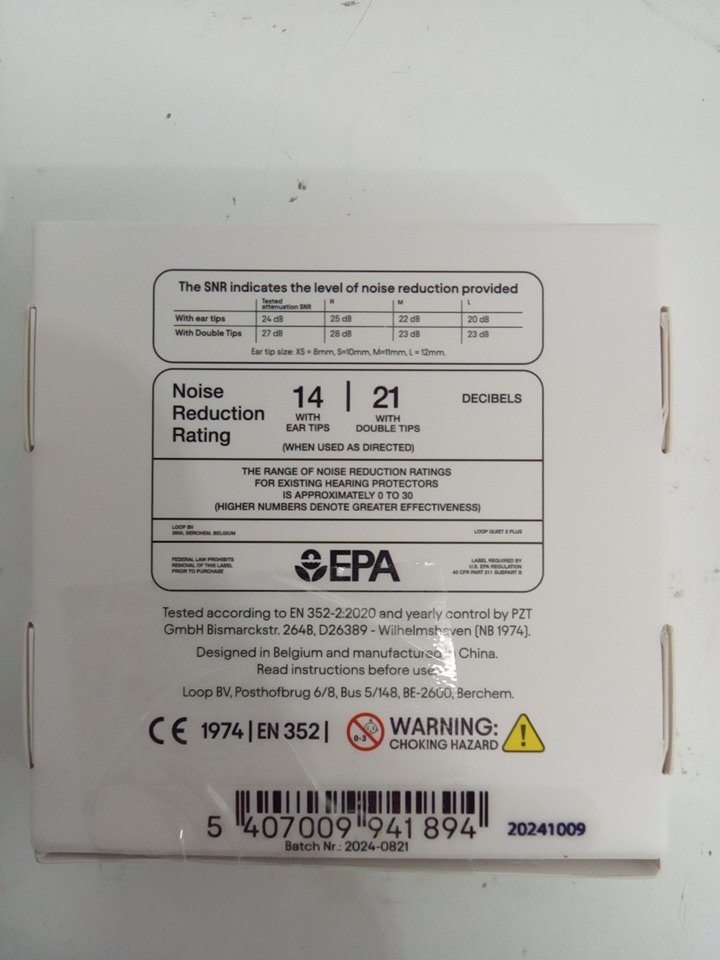 The SNR indicates the level of noise reduction provided
Tested attenuation SNR H M L
With ear tips 24 dB 25 dB 22 dB 20 dB
With Double Tips 27 dB 28 dB 23 dB 23 dB
Ear tip size: XS = 8mm, S=10mm, M=11mm, L = 12mm.
Noise Reduction Rating
14 | 21 DECIBELS
WITH EAR TIPS WITH DOUBLE TIPS
(WHEN USED AS DIRECTED)
THE RANGE OF NOISE REDUCTION RATINGS
FOR EXISTING HEARING PROTECTORS
IS APPROXIMATELY 0 TO 30
(HIGHER NUMBERS DENOTE GREATER EFFECTIVENESS)
LOOP BV
2600, BERCHEM, BELGIUM
LOOP QUIET 2 PLUS
FEDERAL LAW PROHIBITS
REMOVAL OF THIS LABEL
PRIOR TO PURCHASE
EPA
LABEL REQUIRED BY
U.S. EPA REGULATION
40 CFR PART 211 SUBPART B
Tested according to EN 352-2:2020 and yearly control by PZT
GmbH Bismarckstr. 264B, D26389 - Wilhelmshaven (NB 1974).
Designed in Belgium and manufactured China.
Read instructions before use
Loop BV, Posthofbrug 6/8, Bus 5/148, BE-2600, Berchem.
CE 1974 | EN 352 | 0-3 WARNING:
CHOKING HAZARD
5 407009 941894 20241009
Batch Nr.: 2024-0821